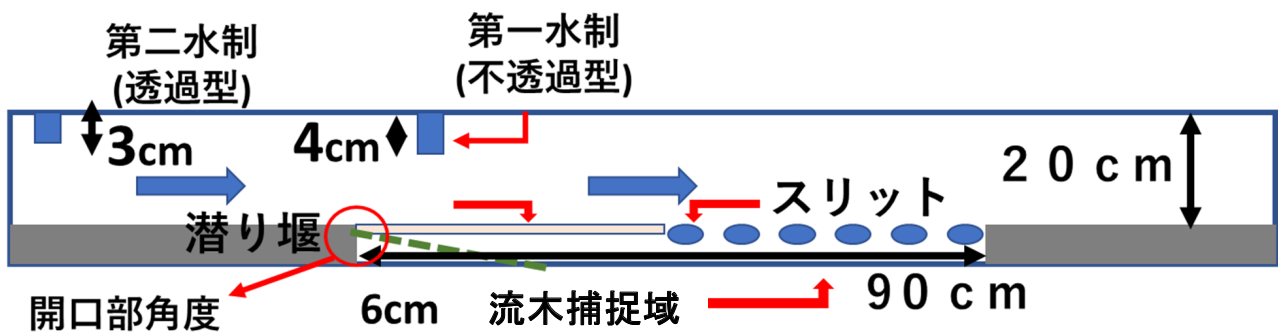 第二水制
(透過型)
第一水制
(不透過型)
3cm
4cm
２０ｃｍ
スリット
潜り堰
開口部角度
6cm
流木捕捉域
９０ｃｍ